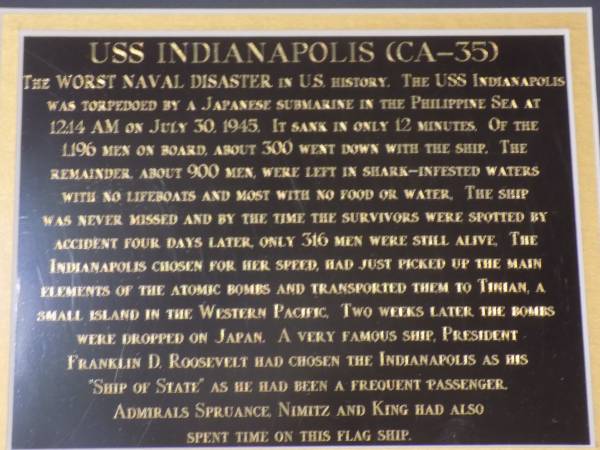 USS INDIANAPOLIS (CA-35)
THE WORST NAVAL DISASTER IN U.S. HISTORY. THE USS INDIANAPOLIS
WAS TORPEDOED BY A JAPANESE SUBMARINE IN THE PHILIPPINE SEA AT
12:14 AM ON JULY 30, 1945. IT SANK IN ONLY 12 MINUTES. OF THE
1,196 MEN ON BOARD, ABOUT 300 WENT DOWN WITH THE SHIP. THE
REMAINDER, ABOUT 900 MEN, WERE LEFT IN SHARK-INFESTED WATERS
WITH NO LIFEBOATS AND MOST WITH NO FOOD OR WATER. THE SHIP
WAS NEVER MISSED AND BY THE TIME THE SURVIVORS WERE SPOTTED BY
ACCIDENT FOUR DAYS LATER, ONLY 316 MEN WERE STILL ALIVE. THE
INDIANAPOLIS CHOSEN FOR HER SPEED, HAD JUST PICKED UP THE MAIN
ELEMENTS OF THE ATOMIC BOMBS AND TRANSPORTED THEM TO TINIAN, A
SMALL ISLAND IN THE WESTERN PACIFIC. TWO WEEKS LATER THE BOMBS
WERE DROPPED ON JAPAN. A VERY FAMOUS SHIP, PRESIDENT
FRANKLIN D. ROOSEVELT HAD CHOSEN THE INDIANAPOLIS AS HIS
"SHIP OF STATE" AS HE HAD BEEN A FREQUENT PASSENGER.
ADMIRALS SPRUANCE, NIMITZ AND KING HAD ALSO
SPENT TIME ON THIS FLAG SHIP.